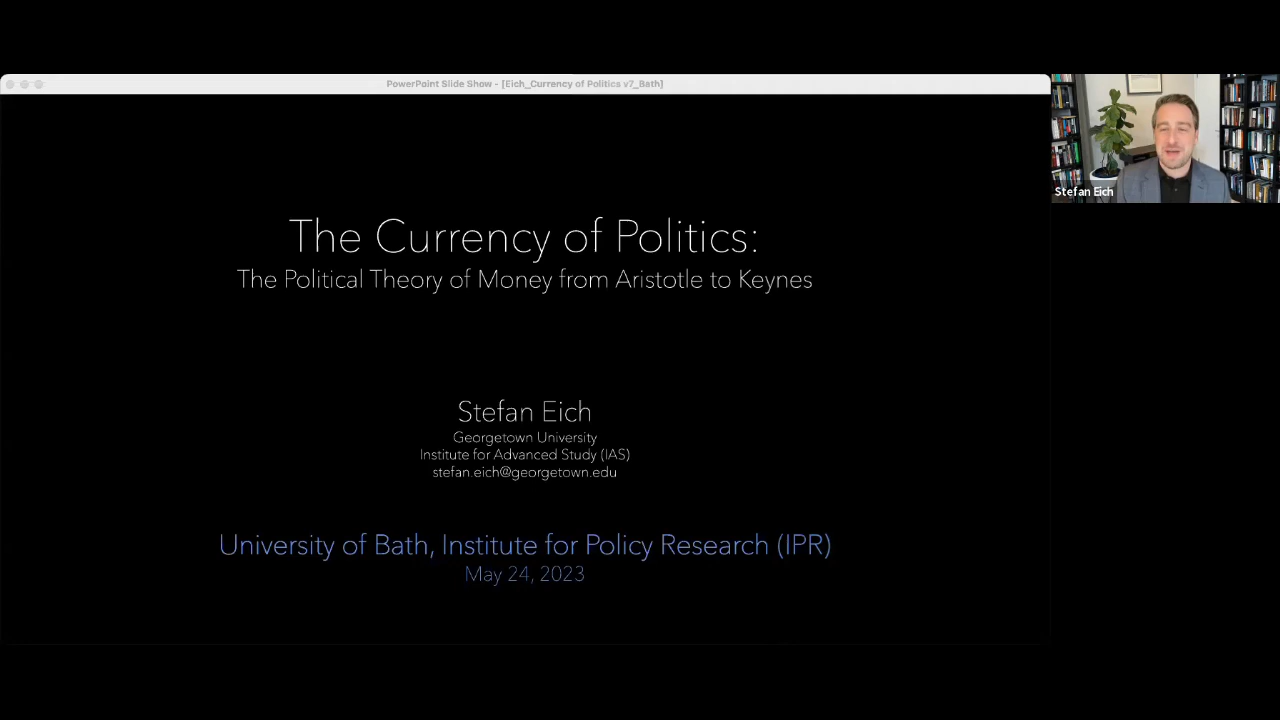 PowerPoint Slide Show - [Eich_Currency of Politics v7_Bath]
The Currency of Politics:
The Political Theory of Money from Aristotle to Keynes
Stefan Eich
Georgetown University
Institute for Advanced Study (IAS)
stefan.eich@georgetown.edu
University of Bath, Institute for Policy Research (IPR)
May 24, 2023
Stefan Eich